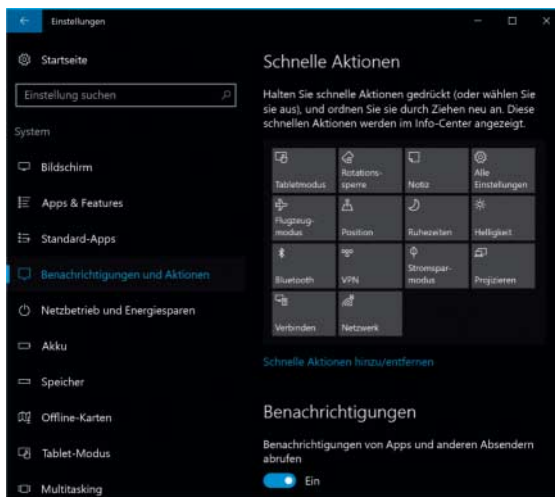 Einstellungen
Startseite
Einstellung suchen
System
Bildschirm
Apps & Features
Standard-Apps
Benachrichtigungen und Aktionen
Netzbetrieb und Energiesparen
Akku
Speicher
Offline-Karten
Tablet-Modus
Multitasking
Schnelle Aktionen
Halten Sie schnelle Aktionen gedrückt (oder wählen Sie
sie aus), und ordnen Sie sie durch Ziehen neu an. Diese
schnellen Aktionen werden im Info-Center angezeigt.
Tabletmodus
Rotations-
sperre
Notiz
Alle
Einstellungen
Flugzeug-
modus
Position
Ruhezeiten
Helligkeit
Bluetooth
VPN
Stromspar-
modus
Projizieren
Verbinden
Netzwerk
Schnelle Aktionen hinzu/entfernen
Benachrichtigungen
Benachrichtigungen von Apps und anderen Absendern
abrufen
Ein